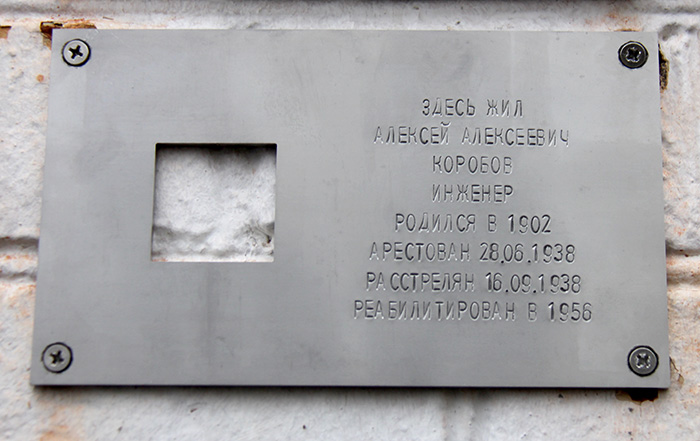 ЗДЕСЬ ЖИЛ
АЛЕКСЕЙ АЛЕКСЕЕВИЧ
КОРОБОВ
ИНЖЕНЕР
РОДИЛСЯ В 1902
АРЕСТОВАН 28.06.1938
РАССТРЕЛЯН 16.09.1938
РЕАБИЛИТИРОВАН В 1956